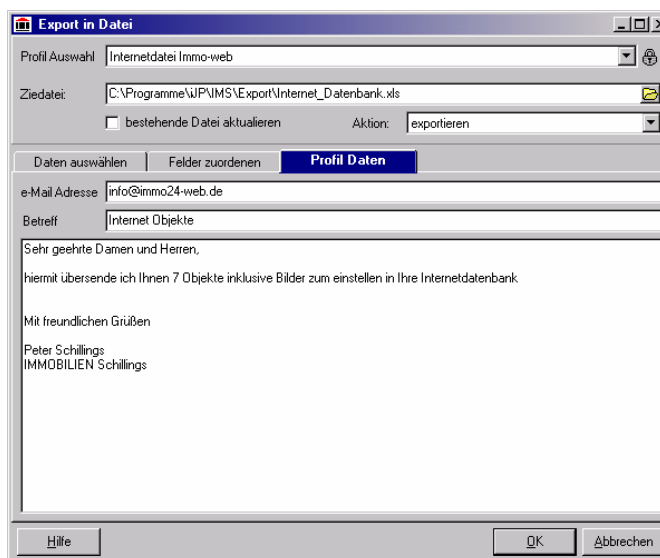 Export in Datei
Profil Auswahl Internetdatei Immo-web
Ziedatei: C:\Programme\iJP\IMS\Export\Internet_Datenbank.xls
bestehende Datei aktualieren Aktion: exportieren
Daten auswählen Felder zuordenen Profil Daten
e-Mail Adresse info@immo24-web.de
Betreff Internet Objekte
Sehr geehrte Damen und Herren,
hiermit übersende ich Ihnen 7 Objekte inklusive Bilder zum einstellen in Ihre Internetdatenbank
Mit freundlichen Grüßen
Peter Schillings
IMMOBILIEN Schillings
Hilfe OK Abbrechen